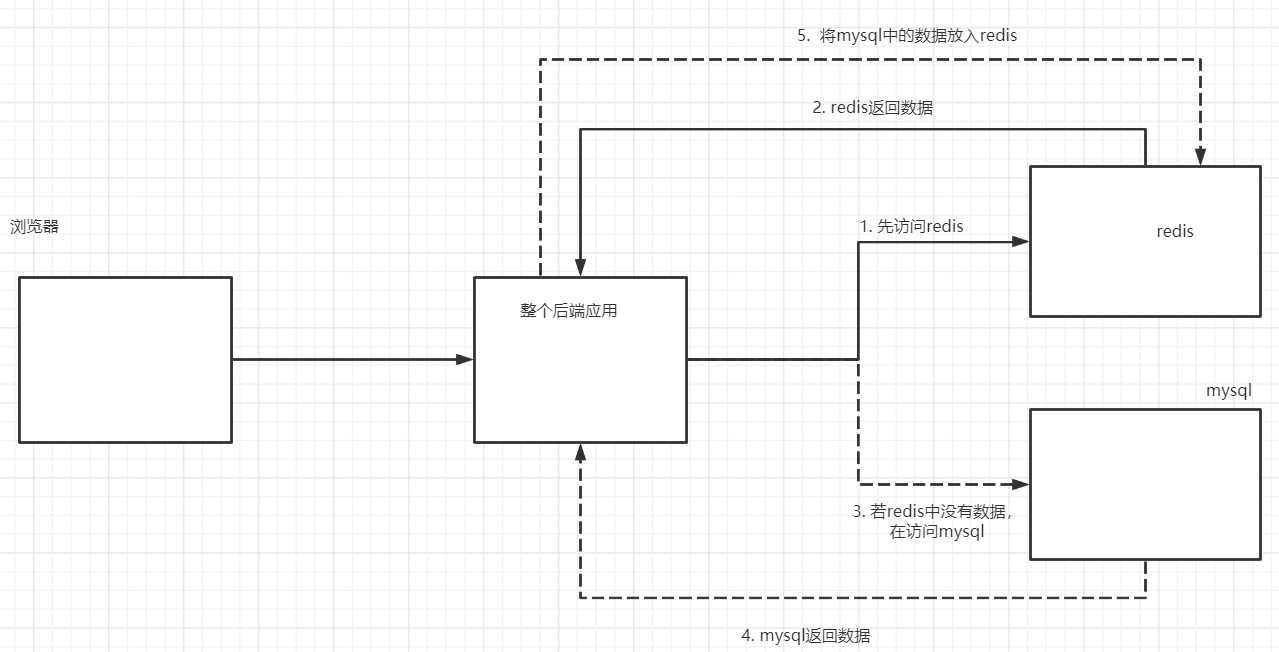 5. 将mysql中的数据放入redis
2. redis返回数据
浏览器
1. 先访问redis
redis
整个后端应用
mysql
3. 若redis中没有数据，
在访问mysql
4. mysql返回数据